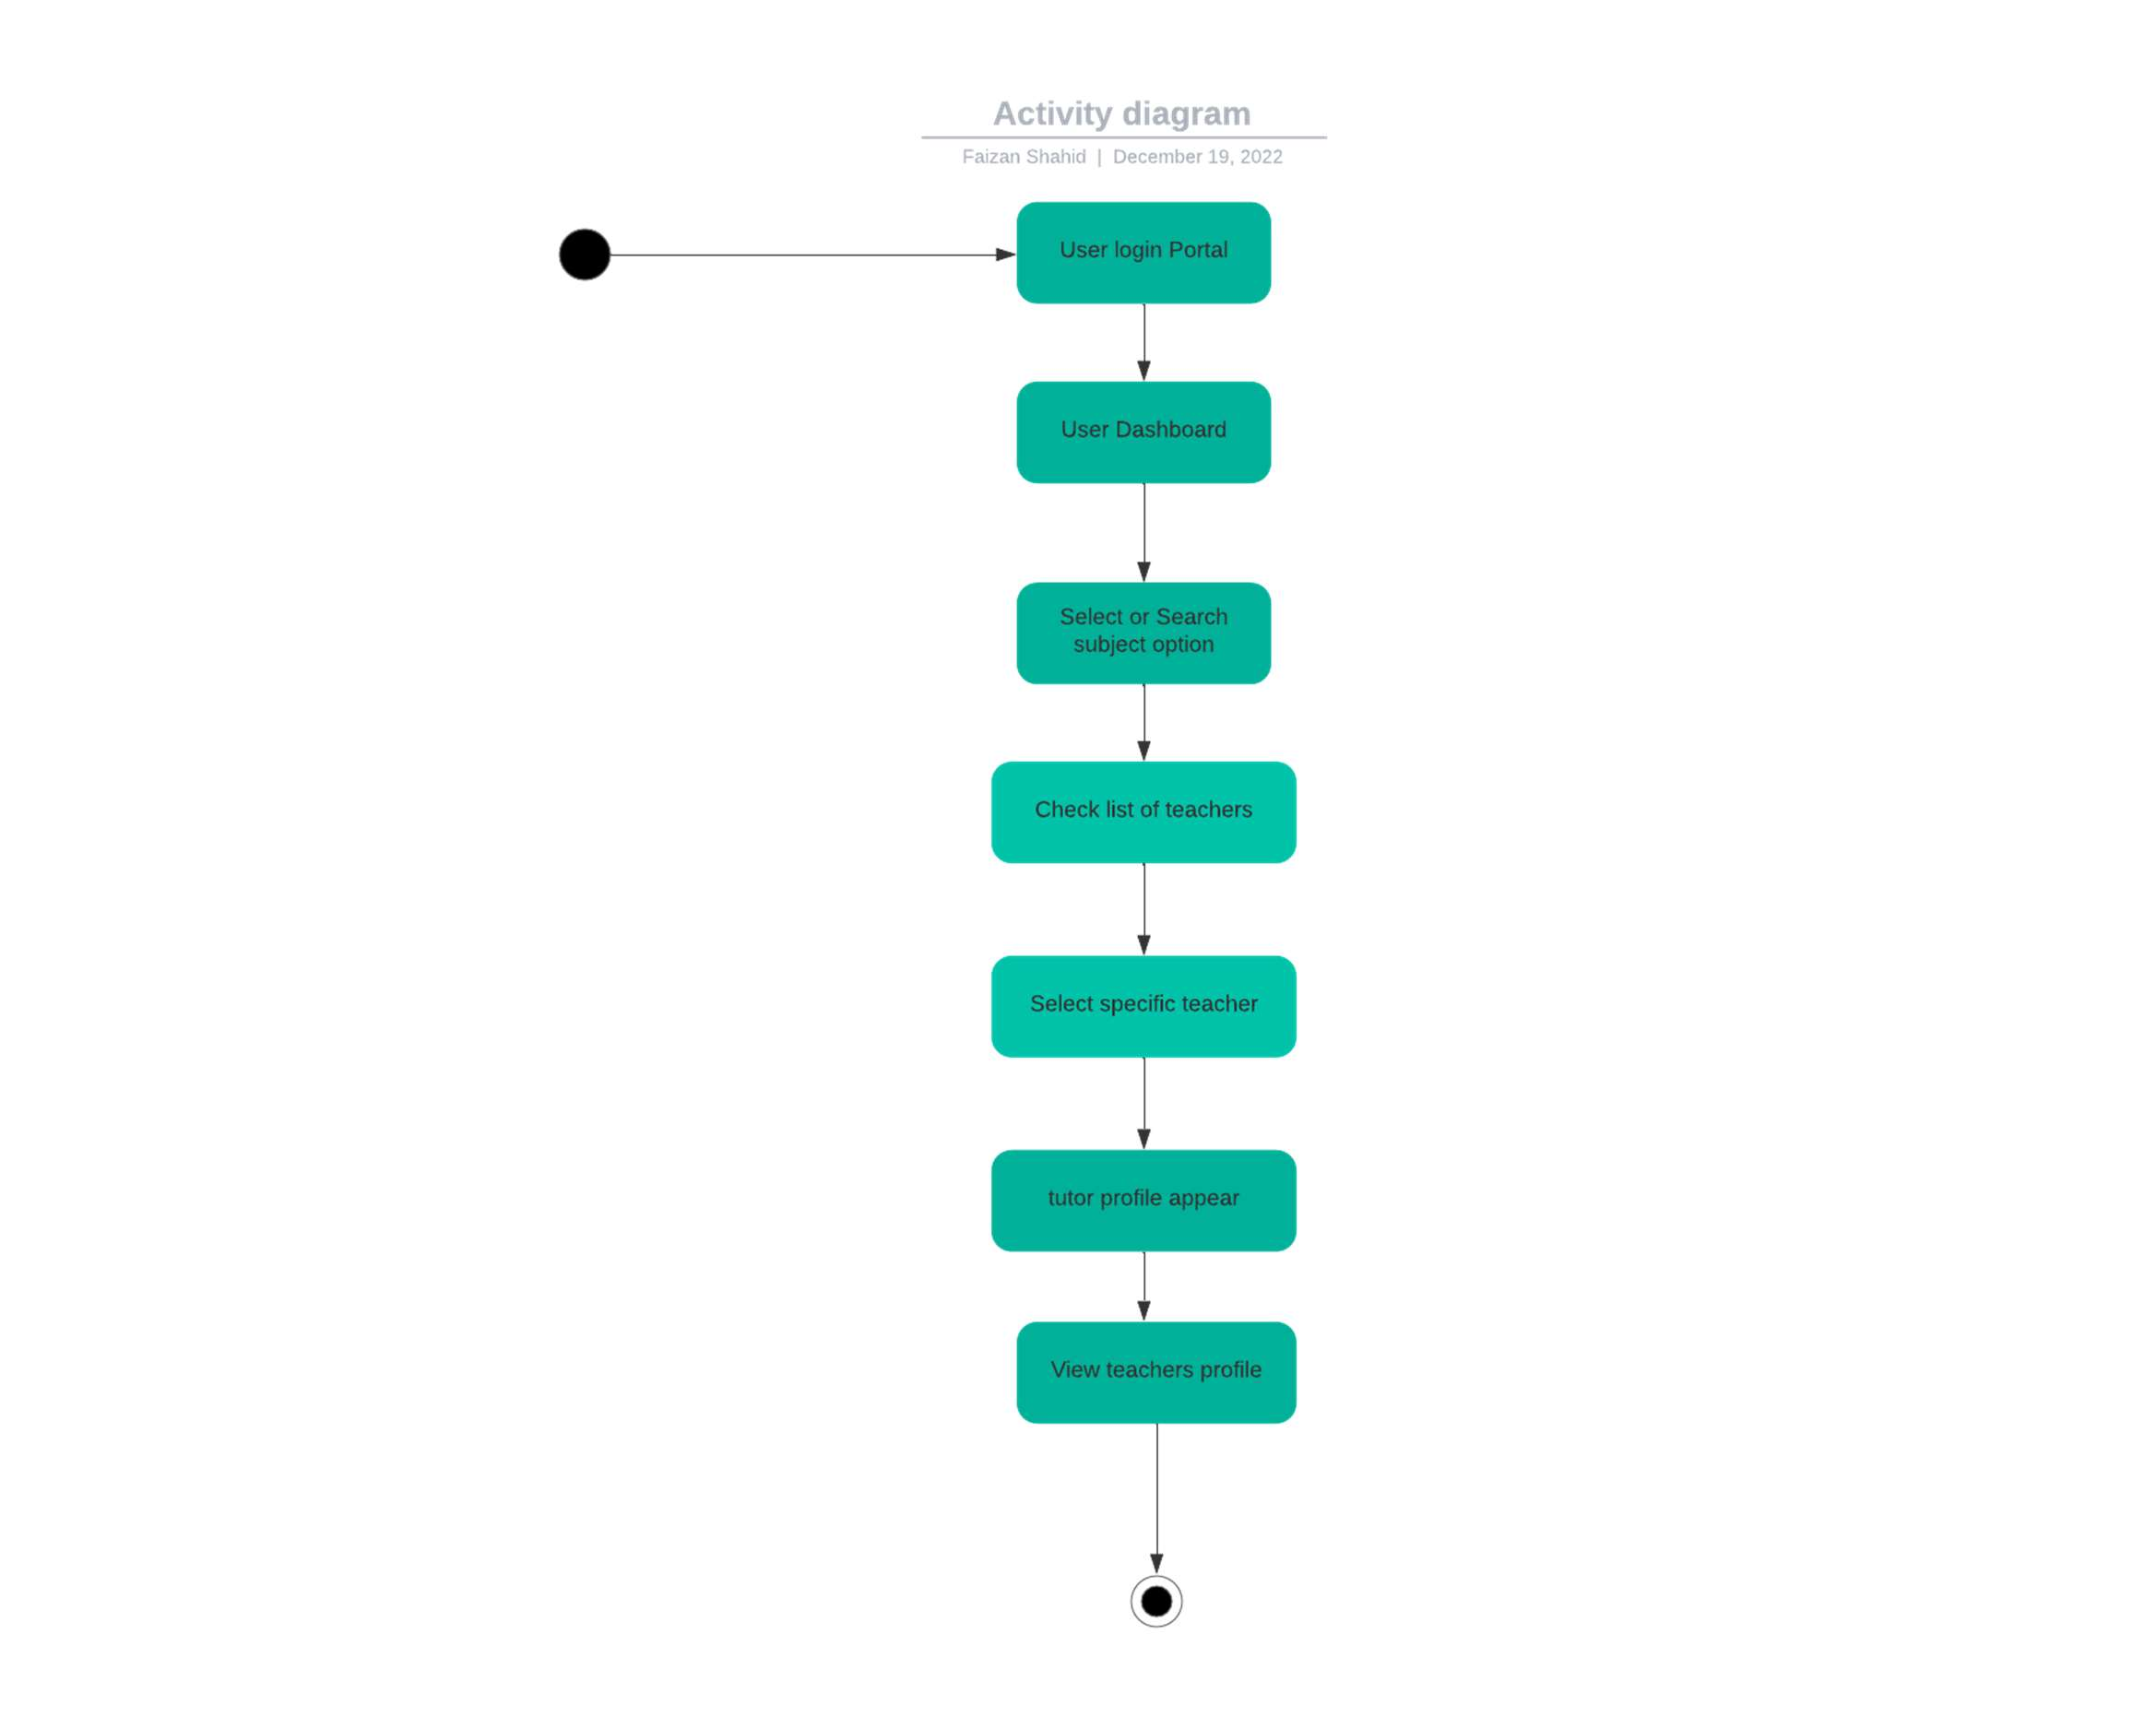 Activity diagram
Faizan Shahid | December 19, 2022
User login Portal
User Dashboard
Select or Search
subject option
Check list of teachers
Select specific teacher
tutor profile appear
View teachers profile